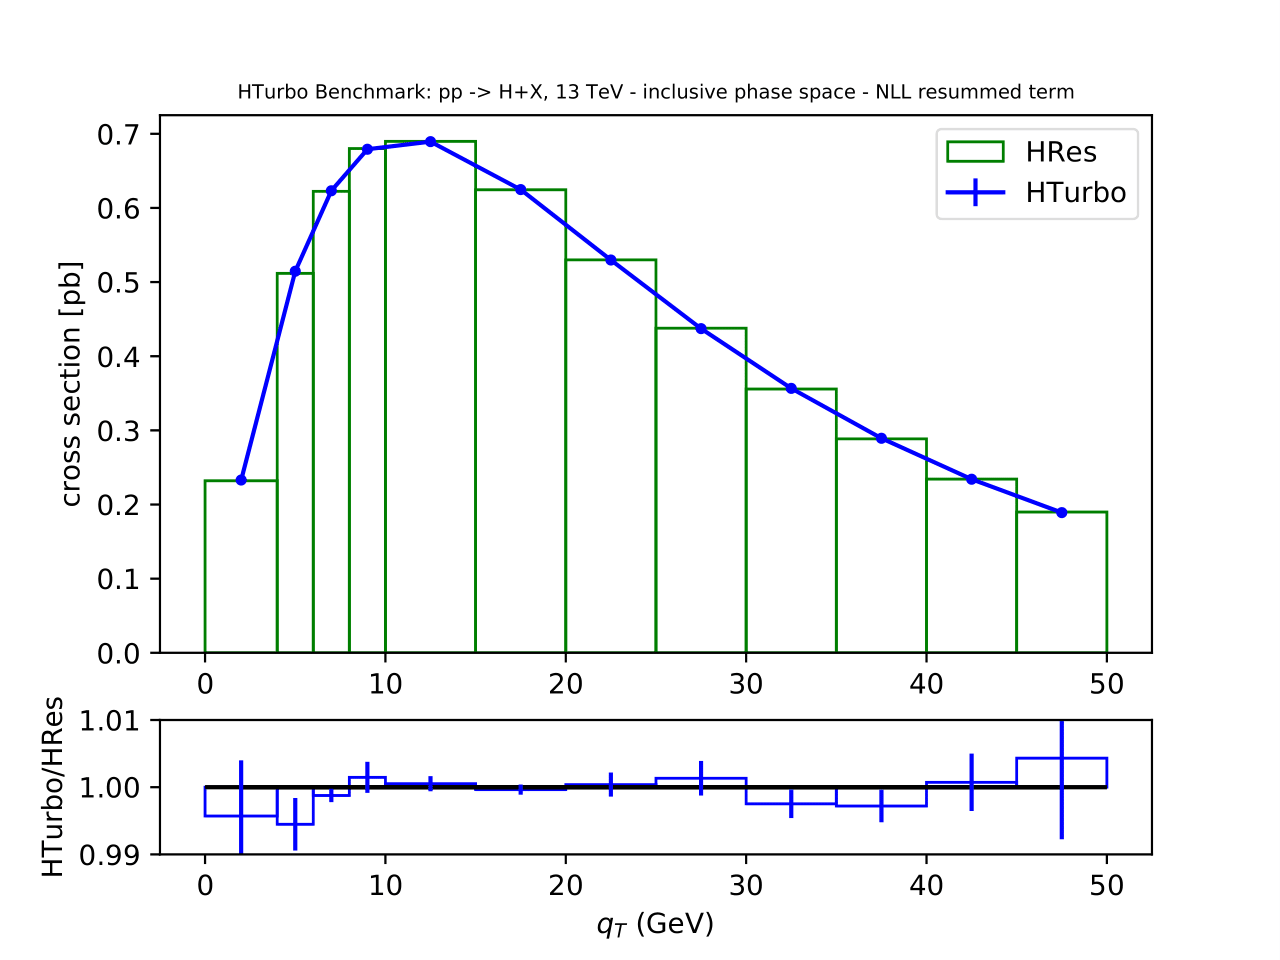 HTurbo Benchmark: pp -> H+X, 13 TeV - inclusive phase space - NLL resummed term
HRes
HTurbo
cross section [pb]
0.7
0.6
0.5
0.4
0.3
0.2
0.1
0.0
0 10 20 30 40 50
HTurbo/HRes
1.01
1.00
0.99
0 10 20 30 40 50
qT (GeV)